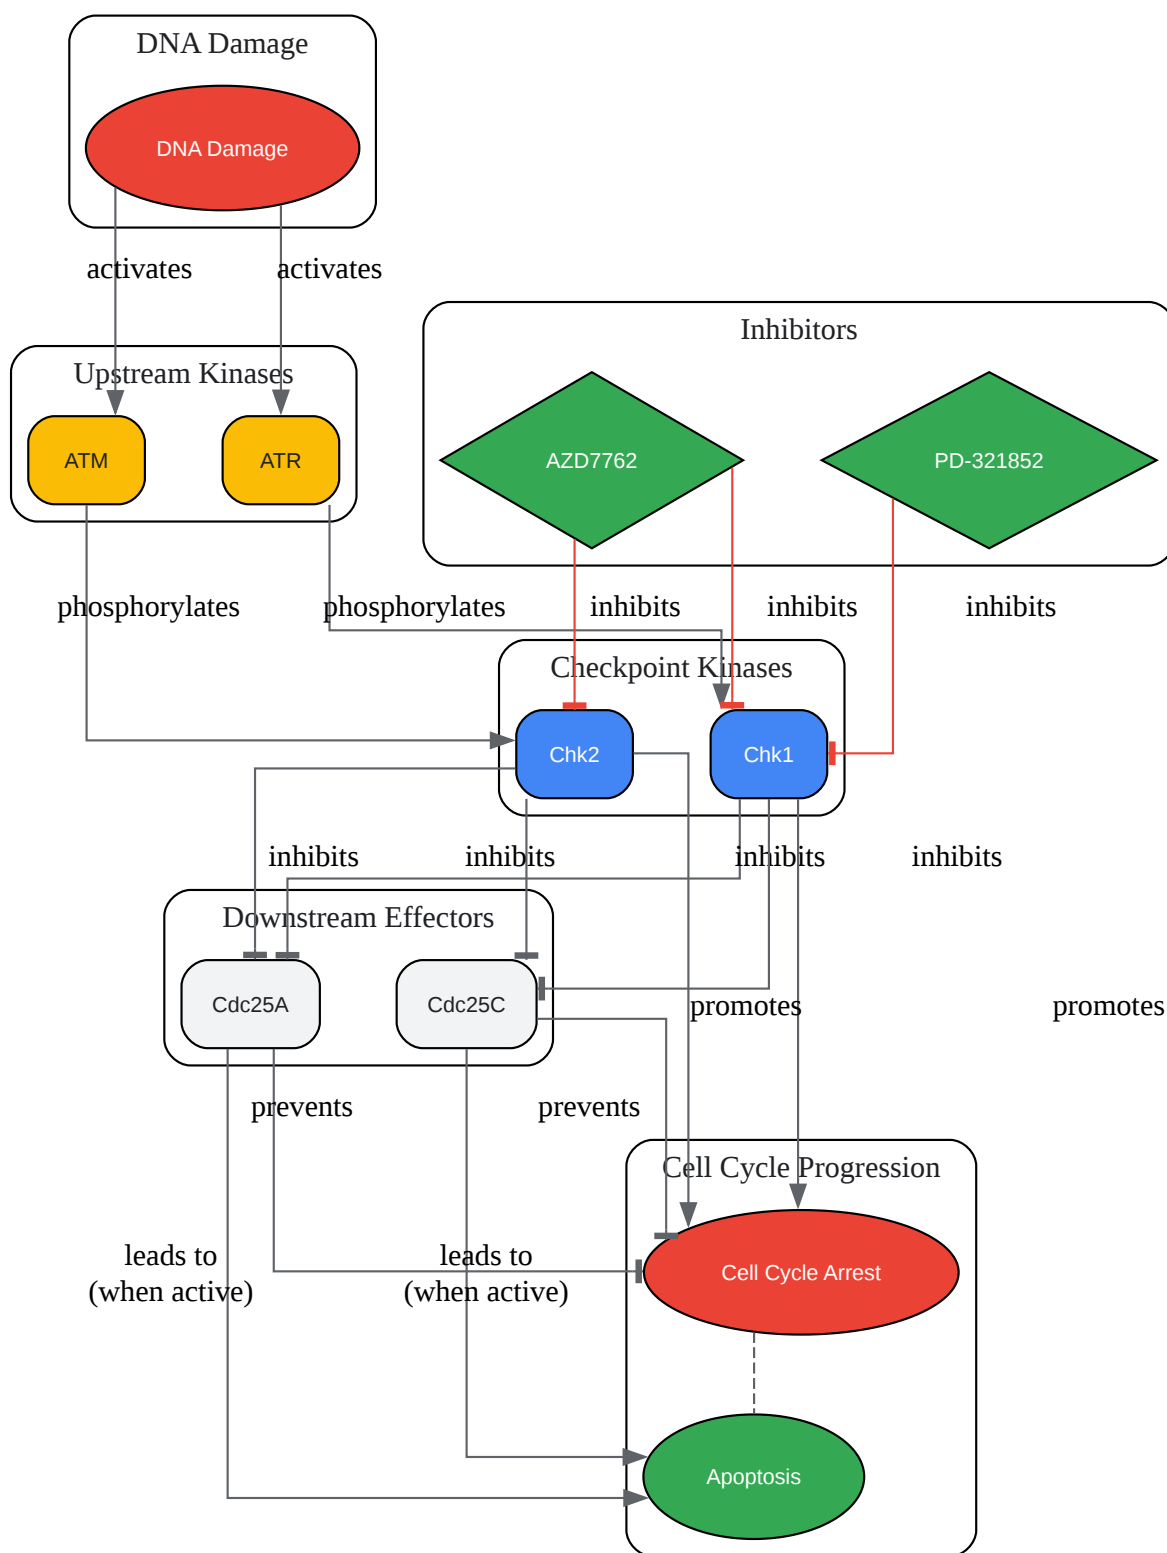 DNA Damage
DNA Damage
activates
activates
Inhibitors
Upstream Kinases
ATM
ATR
AZD7762
PD-321852
phosphorylates
phosphorylates
inhibits
inhibits
inhibits
Checkpoint Kinases
Chk2
Chk1
inhibits
inhibits
inhibits
inhibits
Downstream Effectors
Cdc25A
Cdc25C
promotes
promotes
prevents
prevents
Cell Cycle Progression
leads to
(when active)
leads to
(when active)
Cell Cycle Arrest
Apoptosis